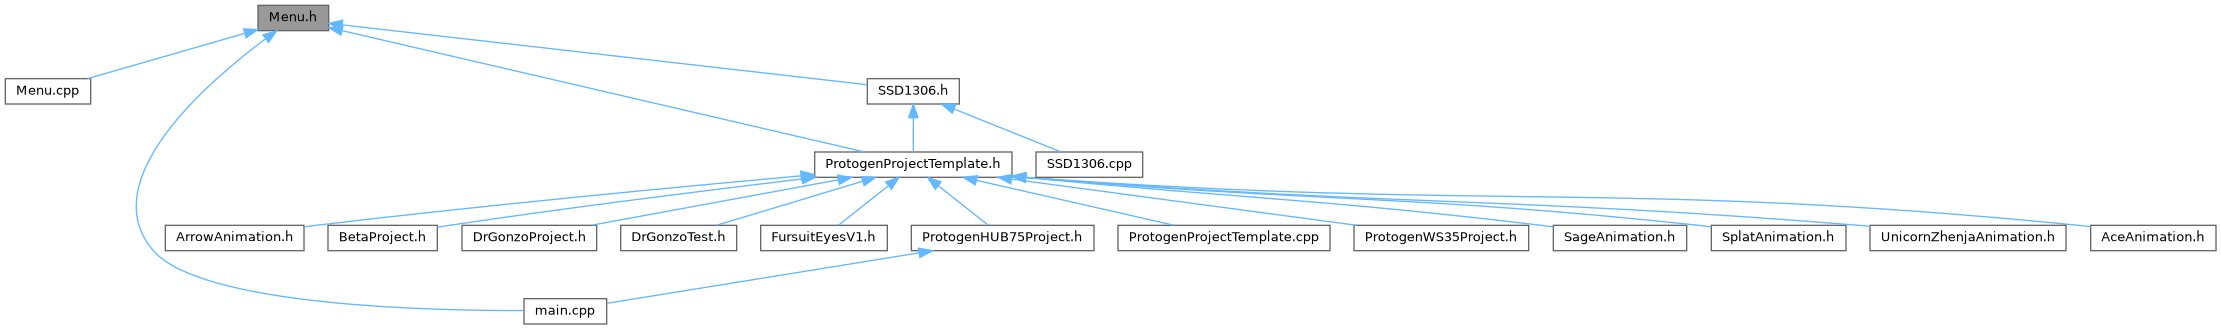 Menu.h
Menu.cpp
SSD1306.h
ProtogenProjectTemplate.h
SSD1306.cpp
ArrowAnimation.h
BetaProject.h
DrGonzoProject.h
DrGonzoTest.h
FursuitEyesV1.h
ProtogenHUB75Project.h
ProtogenProjectTemplate.cpp
ProtogenWS35Project.h
SageAnimation.h
SplatAnimation.h
UnicornZhenjaAnimation.h
AceAnimation.h
main.cpp